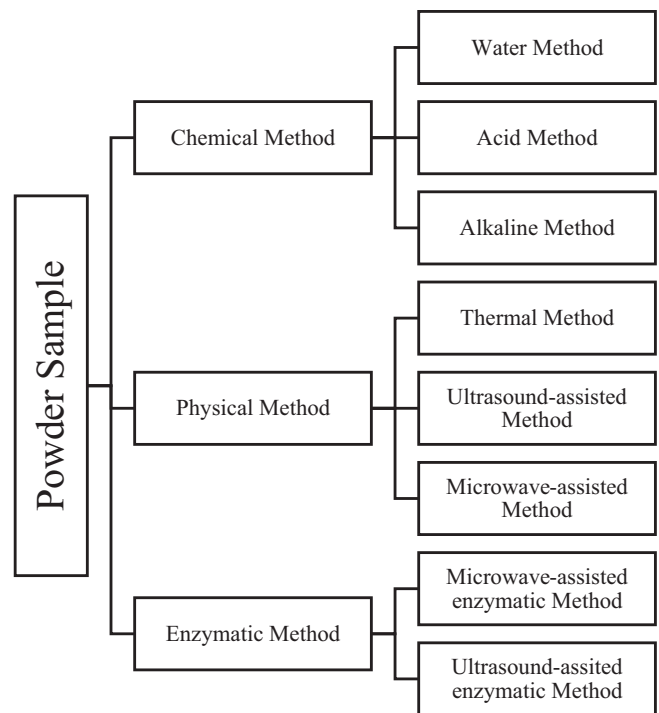 Powder Sample
Chemical Method
Water Method
Acid Method
Alkaline Method
Physical Method
Thermal Method
Ultrasound-assisted
Method
Microwave-assisted
Method
Enzymatic Method
Microwave-assisted
enzymatic Method
Ultrasound-assited
enzymatic Method